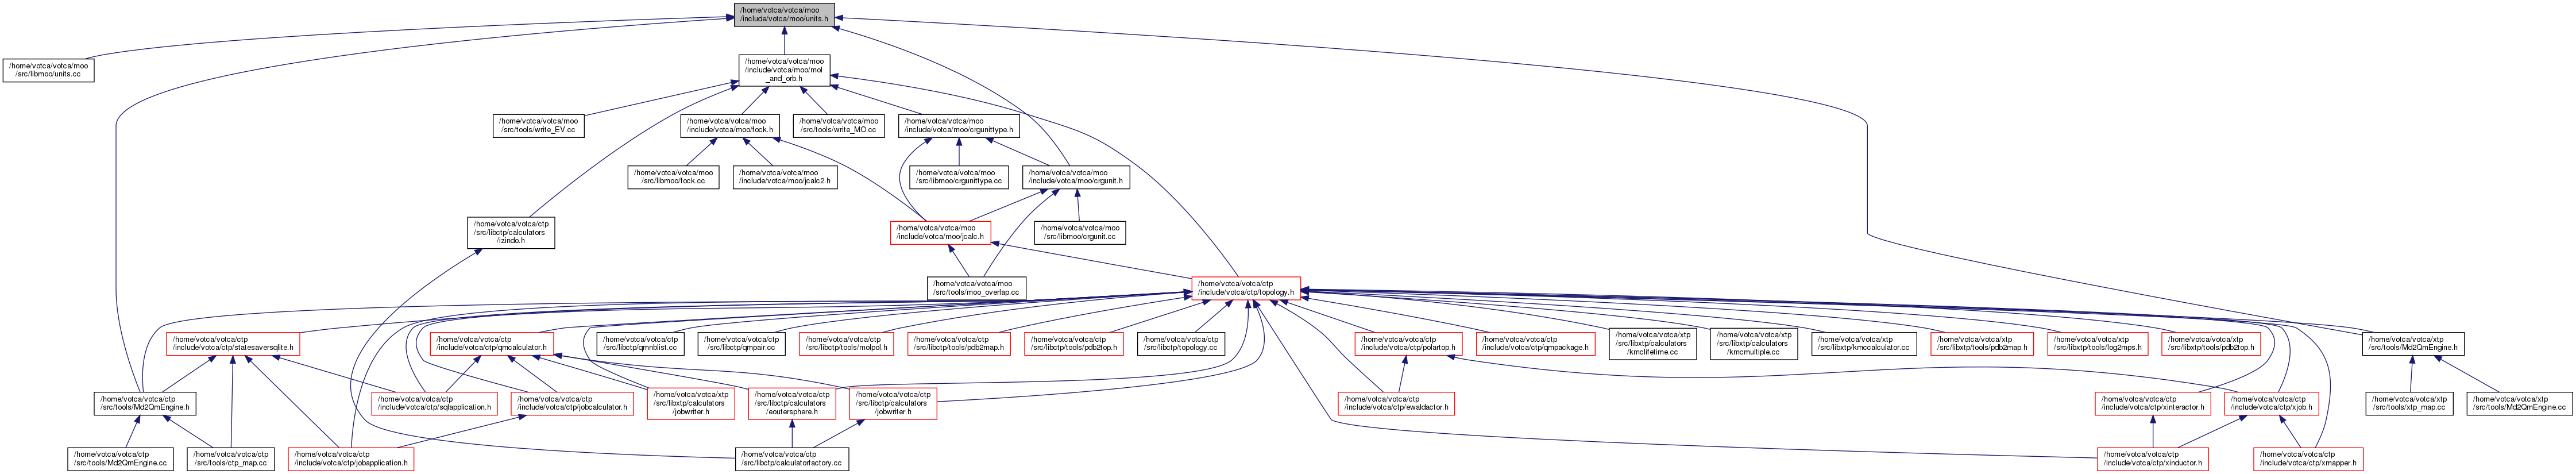 /home/votca/votca/moo
/include/votca/moo/units.h
/home/votca/votca/moo
/src/libmoo/units.cc
/home/votca/votca/moo
/include/votca/moo/mol
_and_orb.h
/home/votca/votca/moo
/src/tools/write_EV.cc
/home/votca/votca/moo
/include/votca/moo/fock.h
/home/votca/votca/moo
/src/tools/write_MO.cc
/home/votca/votca/moo
/include/votca/moo/crgunittype.h
/home/votca/votca/moo
/src/libmoo/fock.cc
/home/votca/votca/moo
/include/votca/moo/jcalc2.h
/home/votca/votca/moo
/src/libmoo/crgunittype.cc
/home/votca/votca/moo
/include/votca/moo/crgunit.h
/home/votca/votca/ctp
/src/libctp/calculators
/izindo.h
/home/votca/votca/moo
/include/votca/moo/jcalc.h
/home/votca/votca/moo
/src/libmoo/crgunit.cc
/home/votca/votca/moo
/src/tools/moo_overlap.cc
/home/votca/votca/ctp
/include/votca/ctp/topology.h
/home/votca/votca/ctp
/include/votca/ctp/statesaversqlite.h
/home/votca/votca/ctp
/include/votca/ctp/qmcalculator.h
/home/votca/votca/ctp
/src/libctp/qmnblist.cc
/home/votca/votca/ctp
/src/libctp/qmpair.cc
/home/votca/votca/ctp
/src/libctp/tools/molpol.h
/home/votca/votca/ctp
/src/libctp/tools/pdb2map.h
/home/votca/votca/ctp
/src/libctp/tools/pdb2top.h
/home/votca/votca/ctp
/src/libctp/topology.cc
/home/votca/votca/ctp
/include/votca/ctp/polartop.h
/home/votca/votca/ctp
/include/votca/ctp/qmpackage.h
/home/votca/votca/xtp
/src/libxtp/calculators
/kmclifetime.cc
/home/votca/votca/xtp
/src/libxtp/calculators
/kmcmultiple.cc
/home/votca/votca/xtp
/src/libxtp/kmccalculator.cc
/home/votca/votca/xtp
/src/libxtp/tools/pdb2map.h
/home/votca/votca/xtp
/src/libxtp/tools/log2mps.h
/home/votca/votca/xtp
/src/libxtp/tools/pdb2top.h
/home/votca/votca/xtp
/src/tools/Md2QmEngine.h
/home/votca/votca/ctp
/src/tools/Md2QmEngine.h
/home/votca/votca/ctp
/include/votca/ctp/sqlapplication.h
/home/votca/votca/ctp
/include/votca/ctp/jobcalculator.h
/home/votca/votca/xtp
/src/libxtp/calculators
/jobwriter.h
/home/votca/votca/ctp
/src/libctp/calculators
/eoutersphere.h
/home/votca/votca/ctp
/src/libctp/calculators
/jobwriter.h
/home/votca/votca/ctp
/include/votca/ctp/ewaldactor.h
/home/votca/votca/ctp
/include/votca/ctp/xinteractor.h
/home/votca/votca/ctp
/include/votca/ctp/xjob.h
/home/votca/votca/xtp
/src/tools/xtp_map.cc
/home/votca/votca/xtp
/src/tools/Md2QmEngine.cc
/home/votca/votca/ctp
/src/tools/Md2QmEngine.cc
/home/votca/votca/ctp
/src/tools/ctp_map.cc
/home/votca/votca/ctp
/include/votca/ctp/jobapplication.h
/home/votca/votca/ctp
/src/libctp/calculatorfactory.cc
/home/votca/votca/ctp
/include/votca/ctp/xinductor.h
/home/votca/votca/ctp
/include/votca/ctp/xmapper.h